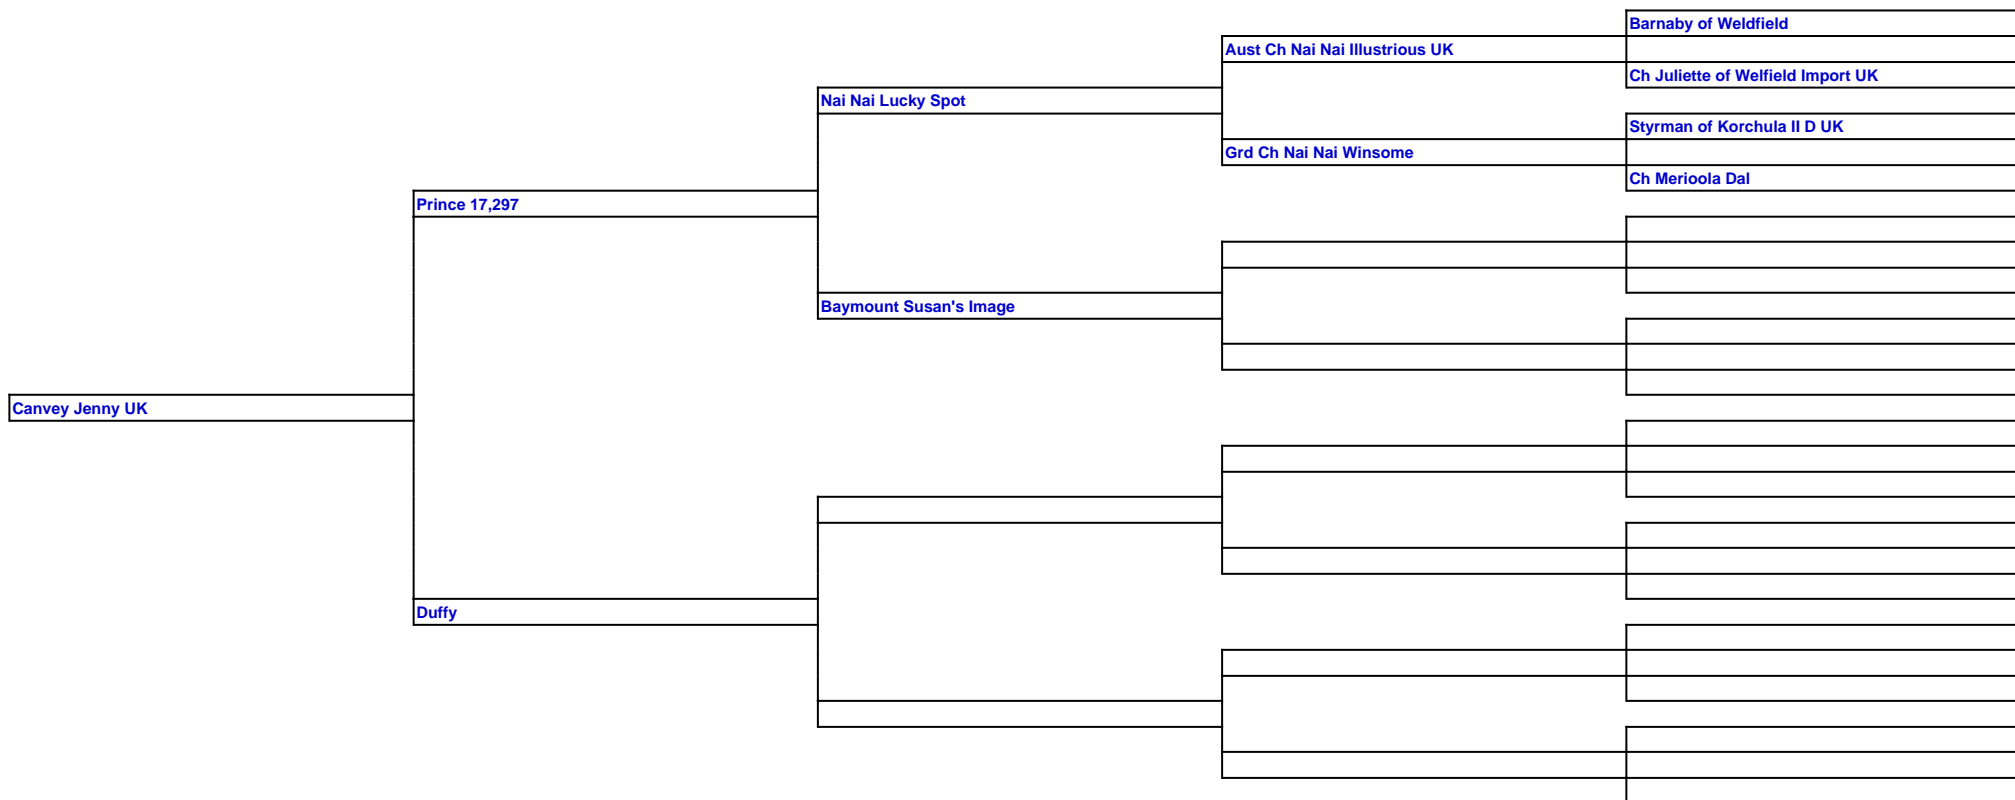 Barnaby of Weldfield
Aust Ch Nai Nai Illustrious UK
Ch Juliette of Welfield Import UK
Nai Nai Lucky Spot
Styrman of Korchula II D UK
Grd Ch Nai Nai Winsome
Ch Merioola Dal
Prince 17,297
Baymount Susan's Image
Canvey Jenny UK
Duffy